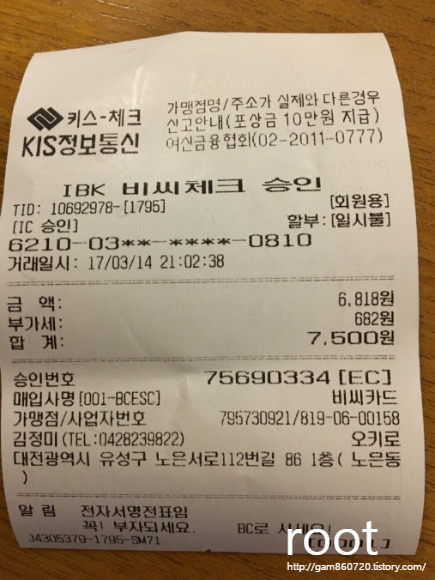 키스-체크
KIS정보통신
가맹점명/주소가 실제와 다른경우
신고안내(포상금 10만원 지급)
여신금융협회(02-2011-0777)
IBK 비씨체크 승인
TID: 10692978-[1795] [회원용]
[IC 승인] 할부:[일시불]
6210-03**-****-0810
거래일시: 17/03/14 21:02:38
금 액: 6,818원
부가세: 682원
합 계: 7,500원
승인번호 75690334[EC]
매입사명[001-BCESC] 비씨카드
가맹점/사업자번호 795730921/819-06-00158
김정미(TEL:0428239822) 오키로
대전광역시 유성구 노은서로112번길 86 1층( 노은동
)
알 림 전자서명전표임
꼭! 부자되세요. BC로 사세요!
J4305379-1795-SM71
root
http://gam860720.tistory.com/